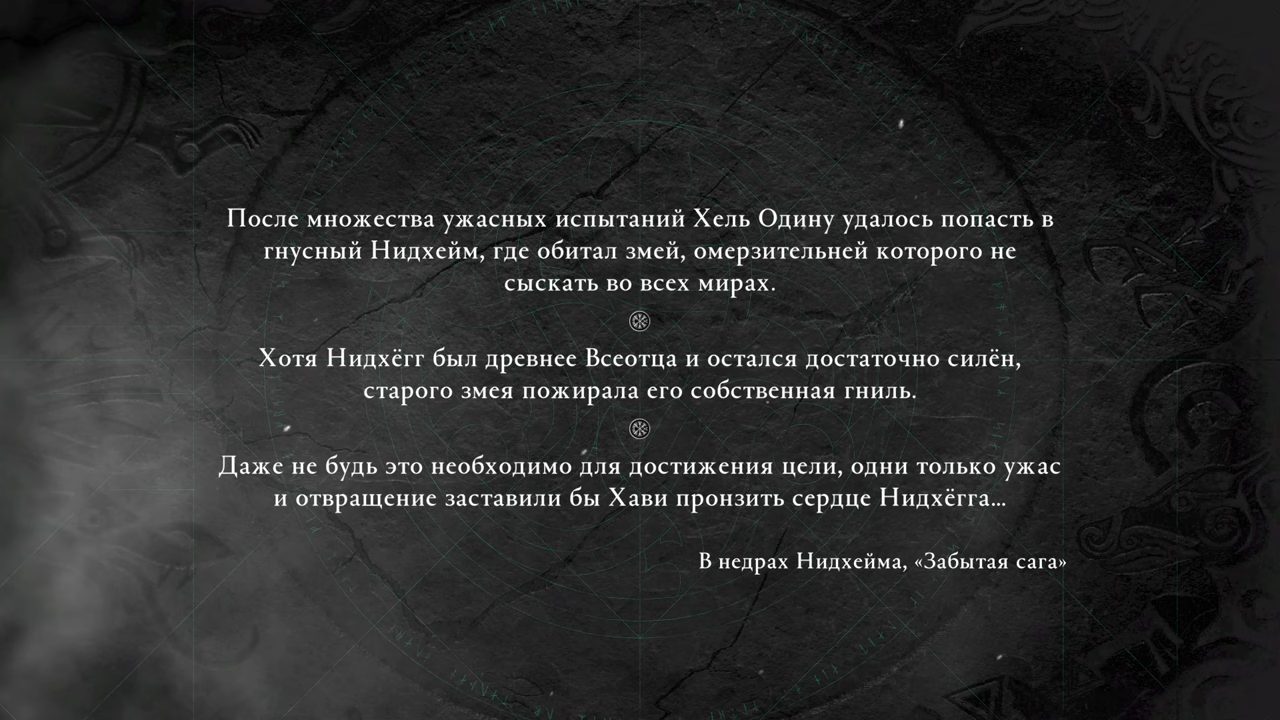 После множества ужасных испытаний Хель Одину удалось попасть в
гнусный Нидхейм, где обитал змей, омерзительней которого не
сыскать во всех мирах.
Хотя Нидхёгг был древнее Всеотца и остался достаточно силён,
старого змея пожирала его собственная гниль.
Даже не будь это необходимо для достижения цели, одни только ужас
и отвращение заставили бы Хави пронзить сердце Нидхёгга...
В недрах Нидхейма, «Забытая сага»